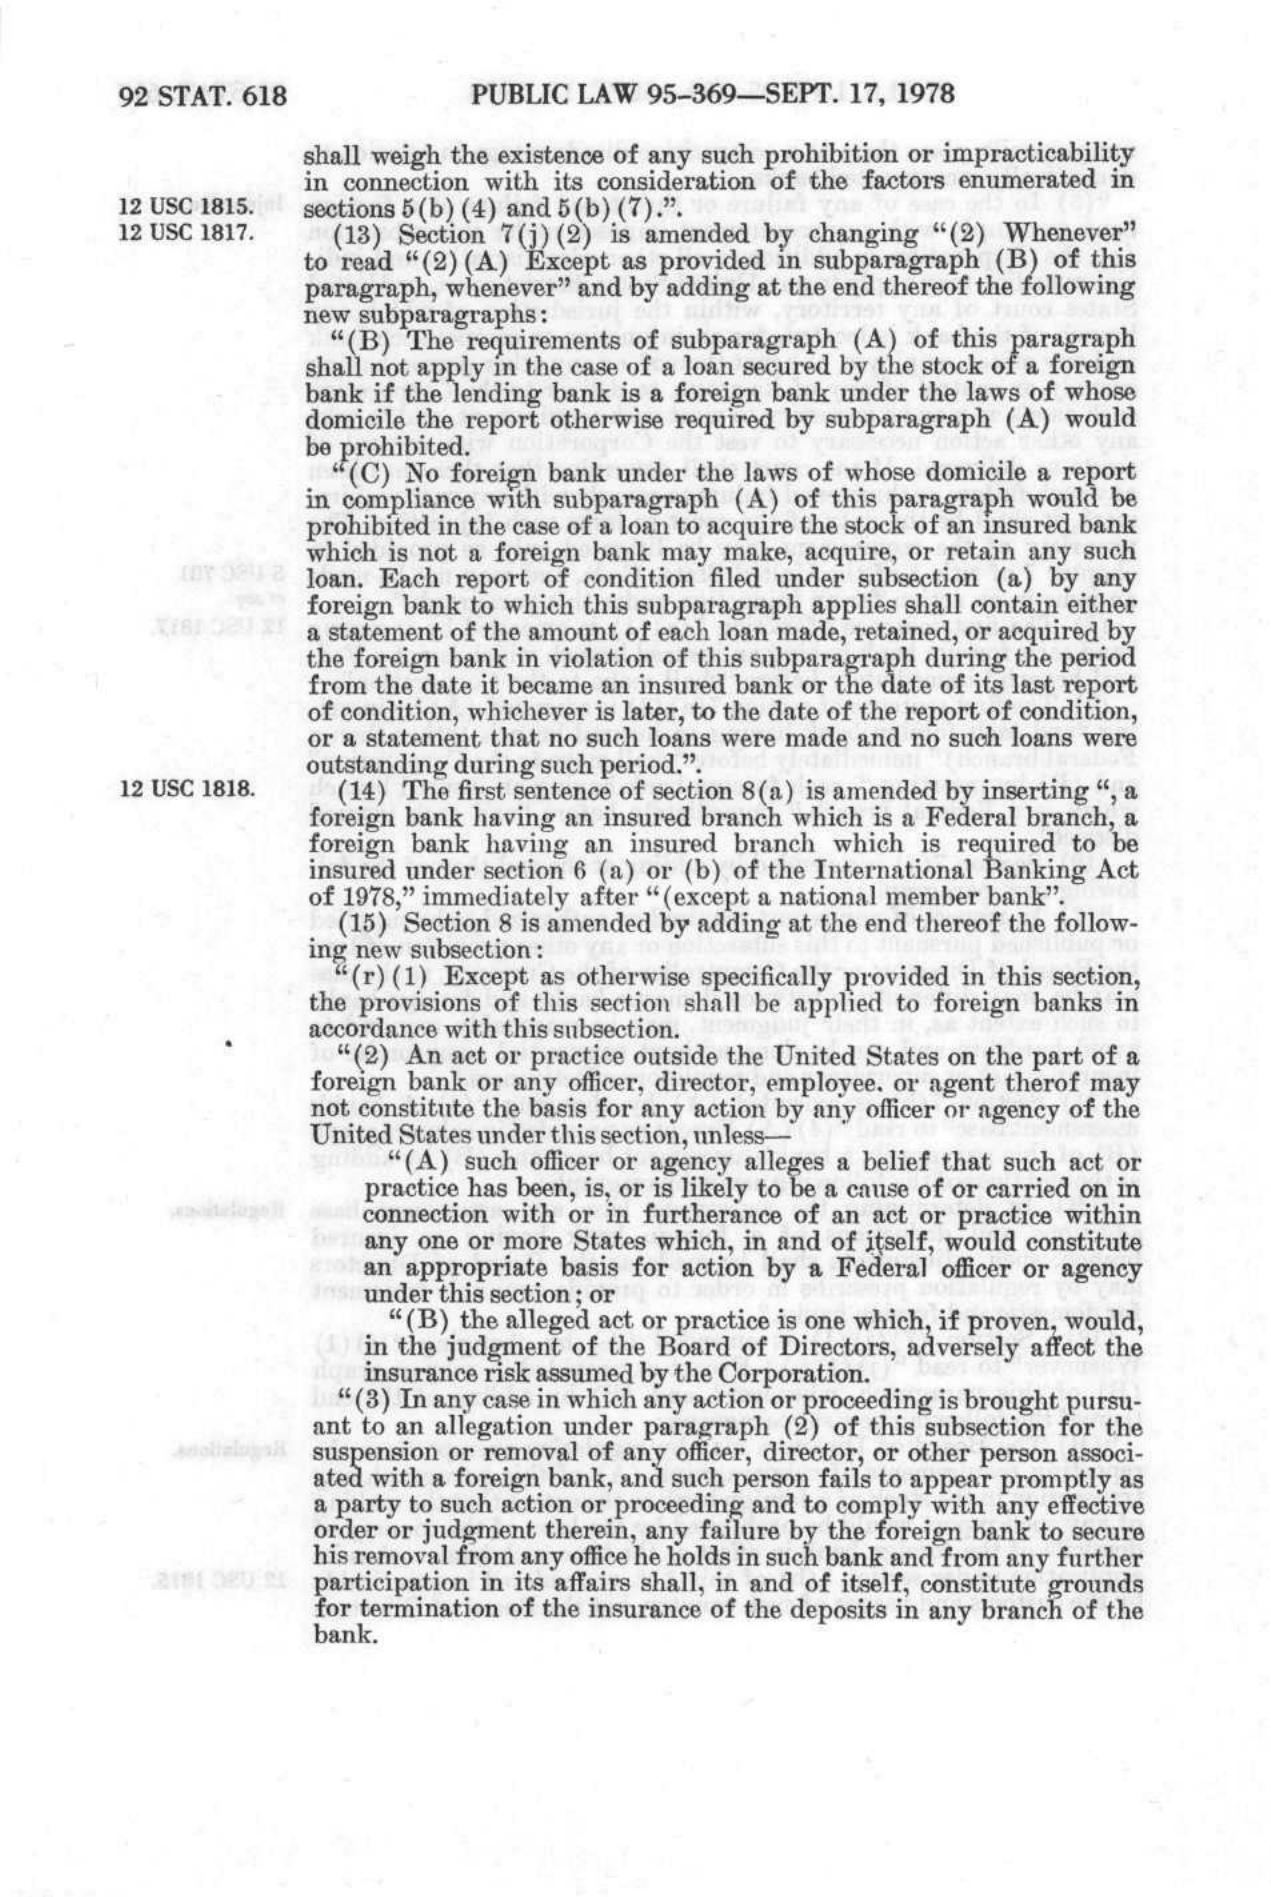 92 STAT. 618
PUBLIC LAW 95-369—SEPT. 17, 1978
shall weigh the existence of any such prohibition or impracticability
in connection with its consideration of the factors enumerated in
12 USC 1815.
sections 5(b) (4) and 5(b) (7).”.
12 USC 1817.
(13) Section 7(j) (2) is amended by changing “(2) Whenever”
to read “(2) (A) Except as provided in subparagraph (B) of this
paragraph, whenever” and by adding at the end thereof the following
new subparagraphs:
“(B) The requirements of subparagraph (A) of this paragraph
shall not apply in the case of a loan secured by the stock of a foreign
bank if the lending bank is a foreign bank under the laws of whose
domicile the report otherwise required by subparagraph (A) would
be prohibited.
“(C) No foreign bank under the laws of whose domicile a report
in compliance with subparagraph (A) of this paragraph would be
prohibited in the case of a loan to acquire the stock of an insured bank
which is not a foreign bank may make, acquire, or retain any such
loan. Each report of condition filed under subsection (a) by any
foreign bank to which this subparagraph applies shall contain either
a statement of the amount of each loan made, retained, or acquired by
the foreign bank in violation of this subparagraph during the period
from the date it became an insured bank or the date of its last report
of condition, whichever is later, to the date of the report of condition,
or a statement that no such loans were made and no such loans were
outstanding during such period.”.
12 USC 1818.
(14) The first sentence of section 8(a) is amended by inserting “, a
foreign bank having an insured branch which is a Federal branch, a
foreign bank having an insured branch which is required to be
insured under section 6 (a) or (b) of the International Banking Act
of 1978,” immediately after “(except a national member bank”.
(15) Section 8 is amended by adding at the end thereof the follow-
ing new subsection:
“(r) (1) Except as otherwise specifically provided in this section,
the provisions of this section shall be applied to foreign banks in
accordance with this subsection.
“(2) An act or practice outside the United States on the part of a
foreign bank or any officer, director, employee. or agent therof may
not constitute the basis for any action by any officer or agency of the
United States under this section, unless—
“(A) such officer or agency alleges a belief that such act or
practice has been, is, or is likely to be a cause of or carried on in
connection with or in furtherance of an act or practice within
any one or more States which, in and of itself, would constitute
an appropriate basis for action by a Federal officer or agency
under this section; or
“(B) the alleged act or practice is one which, if proven, would,
in the judgment of the Board of Directors, adversely affect the
insurance risk assumed by the Corporation.
“(3) In any case in which any action or proceeding is brought pursu-
ant to an allegation under paragraph (2) of this subsection for the
suspension or removal of any officer, director, or other person associ-
ated with a foreign bank, and such person fails to appear promptly as
a party to such action or proceeding and to comply with any effective
order or judgment therein, any failure by the foreign bank to secure
his removal from any office he holds in such bank and from any further
participation in its affairs shall, in and of itself, constitute grounds
for termination of the insurance of the deposits in any branch of the
bank.